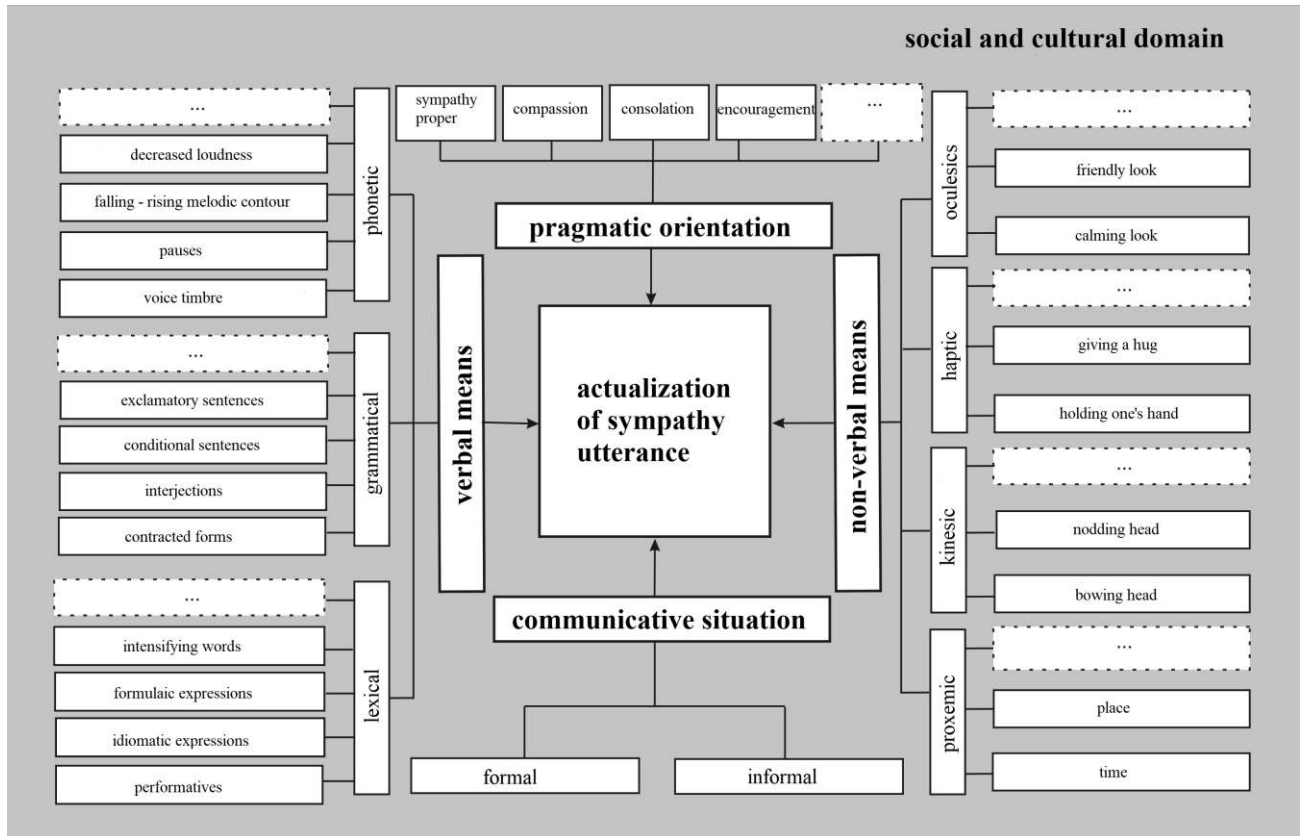 social and cultural domain
...
decreased loudness
falling - rising melodic contour
pauses
voice timbre
phonetic
...
exclamatory sentences
conditional sentences
interjections
contracted forms
grammatical
...
intensifying words
formulaic expressions
idiomatic expressions
performatives
lexical
verbal means
sympathy
proper
compassion
consolation
encouragement
...
pragmatic orientation
actualization
of sympathy
utterance
communicative situation
formal
informal
non-verbal means
oculesics
...
friendly look
calming look
haptic
...
giving a hug
holding one's hand
kinesic
...
nodding head
bowing head
proxemic
...
place
time